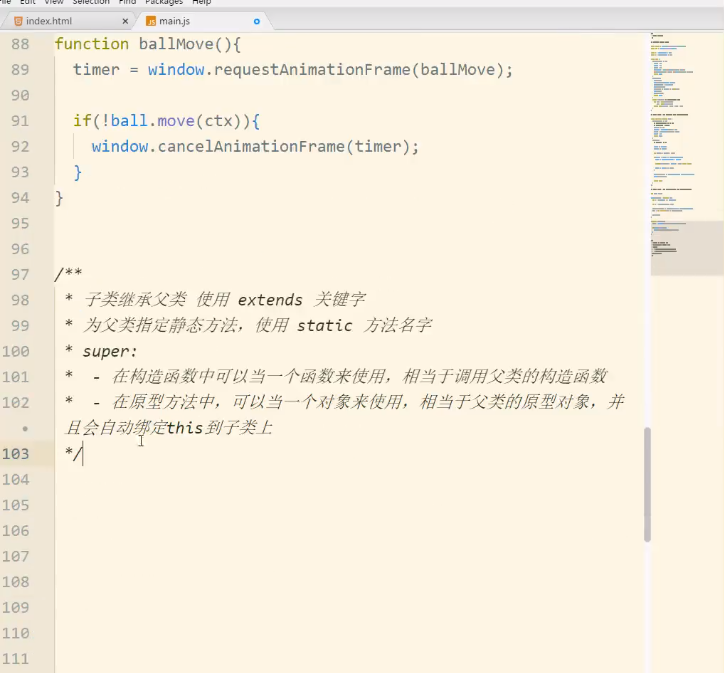 File Edit View Selection Find Packages Help
index.html × main.js
88 function ballMove(){
89 timer = window.requestAnimationFrame(ballMove);
90
91 if(!ball.move(ctx)){
92 window.cancelAnimationFrame(timer);
93 }
94 }
95
96
97 /**
98 * 子类继承父类 使用 extends 关键字
99 * 为父类指定静态方法，使用 static 方法名字
100 * super:
101 * - 在构造函数中可以当一个函数来使用，相当于调用父类的构造函数
102 * - 在原型方法中，可以当一个对象来使用，相当于父类的原型对象，并
• 且会自动绑定this到子类上
103 */
104
105
106
107
108
109
110
111